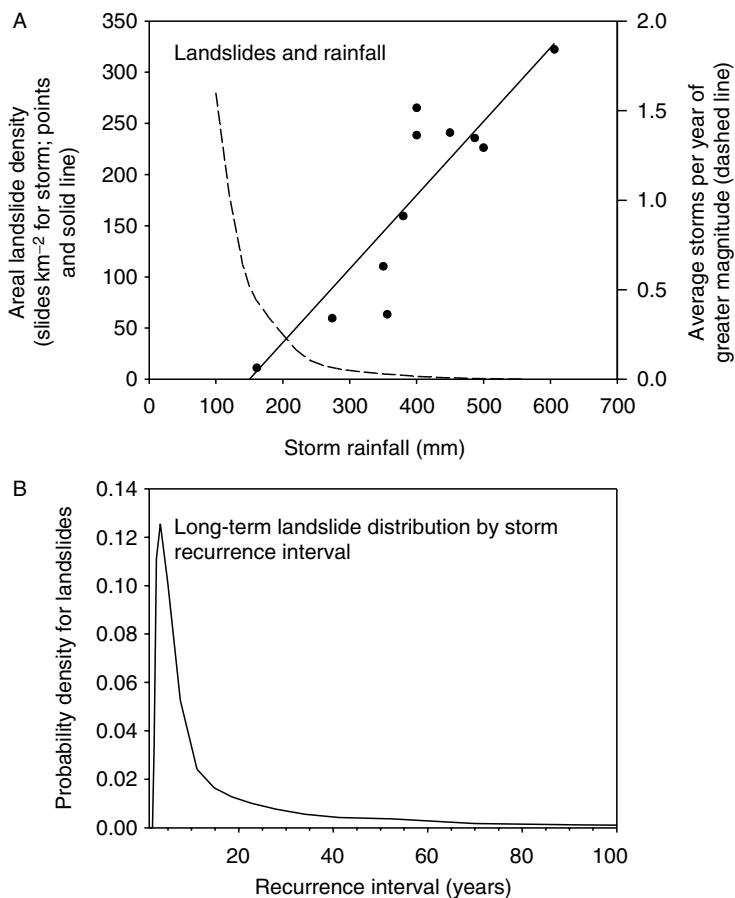 A
Landslides and rainfall
Areal landslide density
(slides km⁻² for storm; points
and solid line)
350
300
250
200
150
100
50
0
2.0
1.5
1.0
0.5
0.0
Average storms per year of
greater magnitude (dashed line)
0 100 200 300 400 500 600 700
Storm rainfall (mm)
B
Long-term landslide distribution by storm
recurrence interval
Probability density for landslides
0.14
0.12
0.10
0.08
0.06
0.04
0.02
0.00
20 40 60 80 100
Recurrence interval (years)